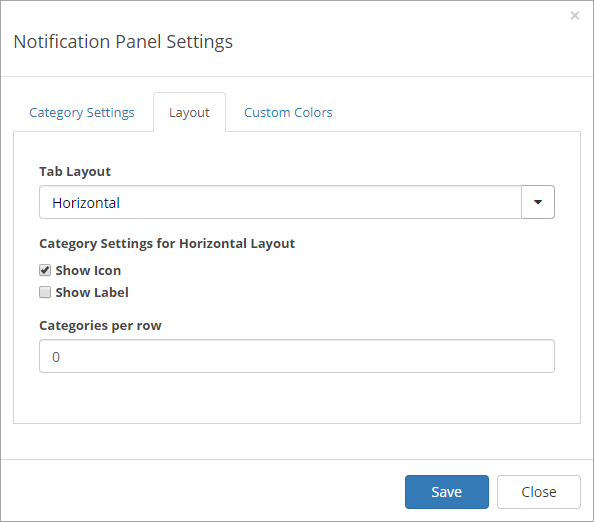 ×
Notification Panel Settings
Category Settings Layout Custom Colors
Tab Layout
Horizontal
Category Settings for Horizontal Layout
Show Icon
Show Label
Categories per row
0
Save Close